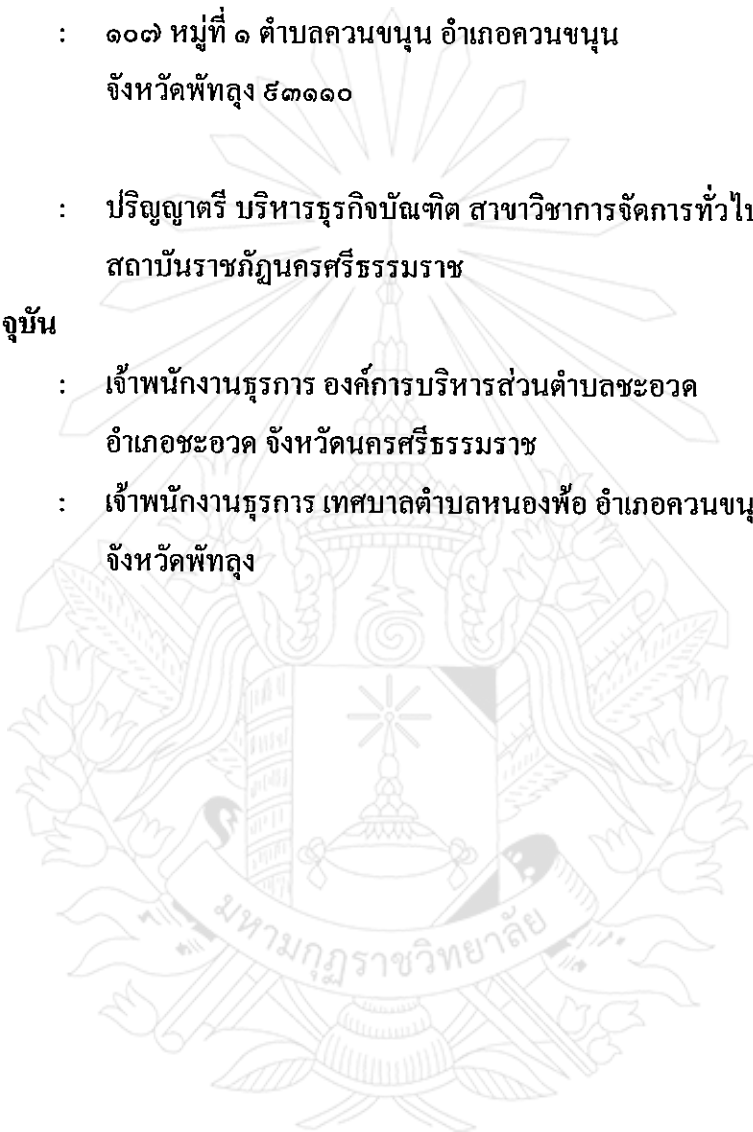 : ๑๐๗ หมู่ที่ ๑ ตำบลควนขนุน อำเภอควนขนุน
จังหวัดพัทลุง ๙๓๑๑๐
: ปริญญาตรี บริหารธุรกิจบัณฑิต สาขาวิชาการจัดการทั่วไป
สถาบันราชภัฏนครศรีธรรมราช
จุบัน
: เจ้าพนักงานธุรการ องค์การบริหารส่วนตำบลชะอวด
อำเภอชะอวด จังหวัดนครศรีธรรมราช
: เจ้าพนักงานธุรการ เทศบาลตำบลหนองพ้อ อำเภอควนขนุ
จังหวัดพัทลุง
มหามกุฏราชวิทยาลัย